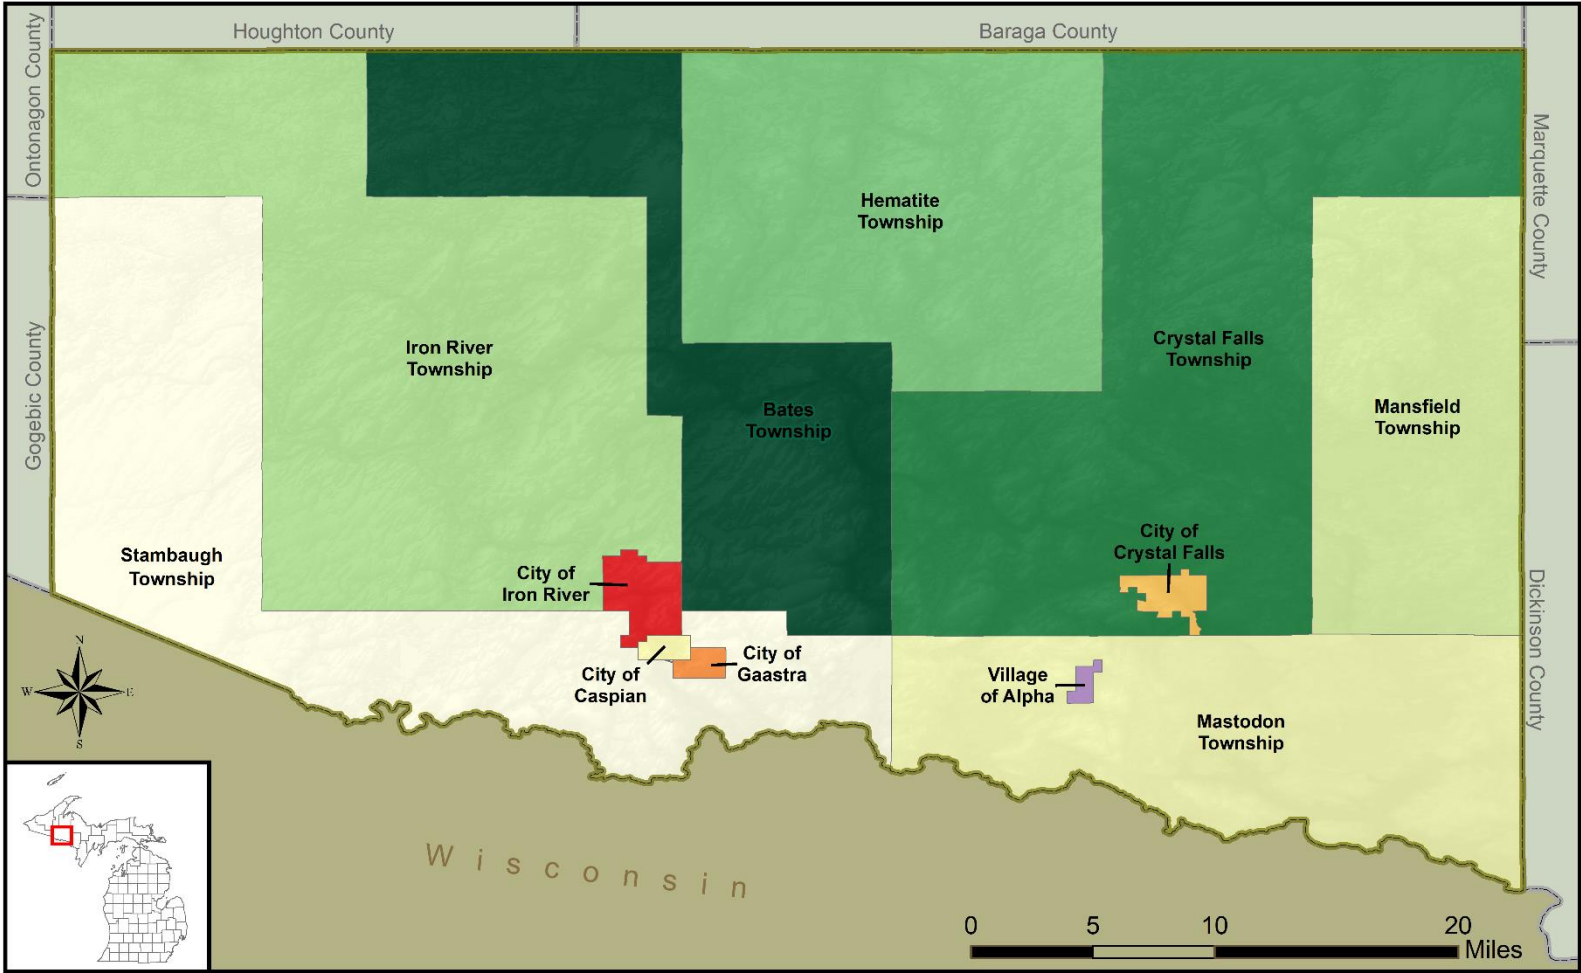 Houghton County
Baraga County
Ontonagon County
Marquette County
Hematite
Township
Iron River
Township
Crystal Falls
Township
Gogebic County
Bates
Township
Mansfield
Township
Stambaugh
Township
City of
Iron River
City of
Crystal Falls
Dickinson County
City of
Caspian
City of
Gaastra
Village
of Alpha
Mastodon
Township
N
W
E
S
Wisconsin
0 5 10 20
Miles